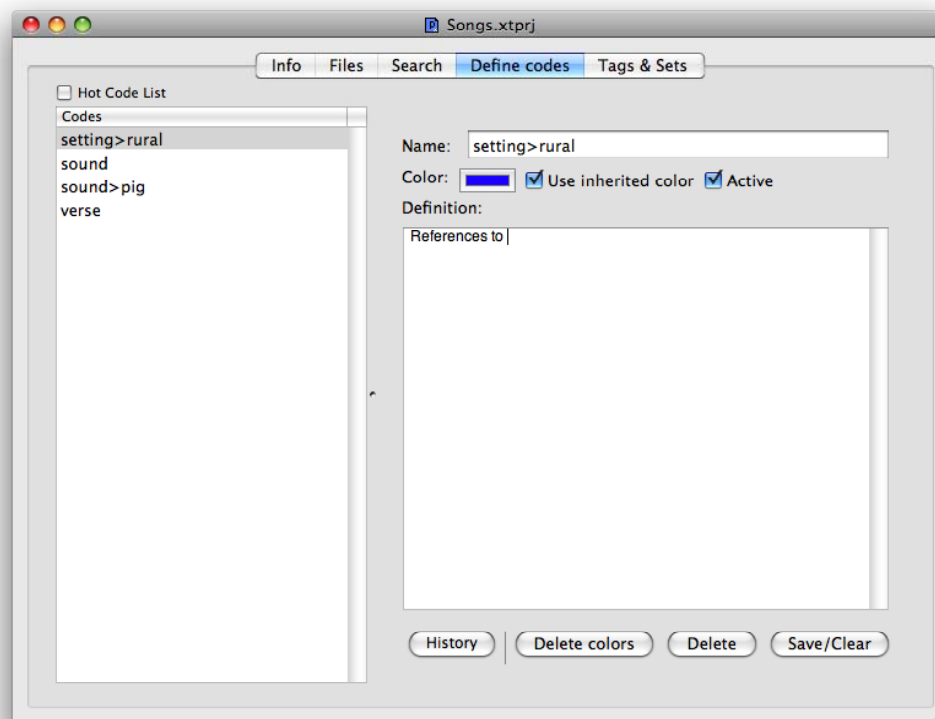 Songs.xtprj
Info Files Search Define codes Tags & Sets
Hot Code List
Codes
setting>rural
sound
sound>pig
verse
Name: setting>rural
Color: Use inherited color Active
Definition:
References to
History Delete colors Delete Save/Clear